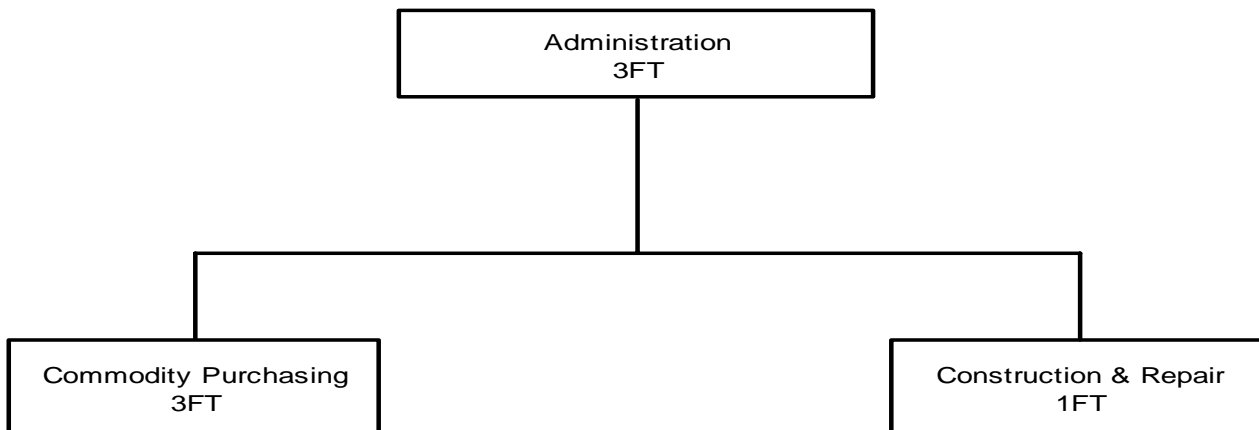 Administration
3FT
Commodity Purchasing
3FT
Construction & Repair
1FT